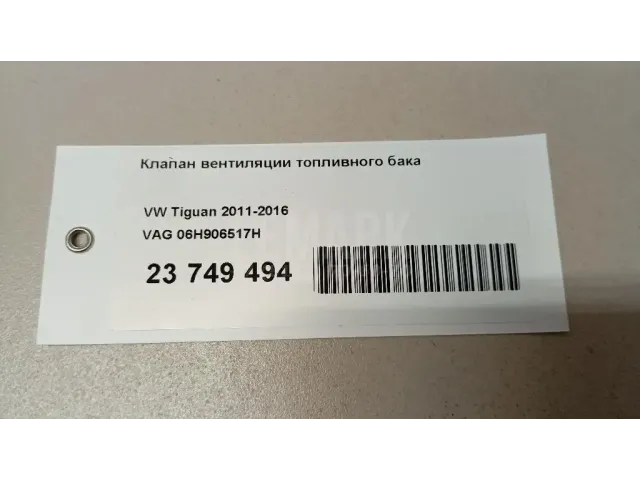 Клапан вентиляции топливного бака
VW Tiguan 2011-2016
VAG 06H906517H
23 749 494